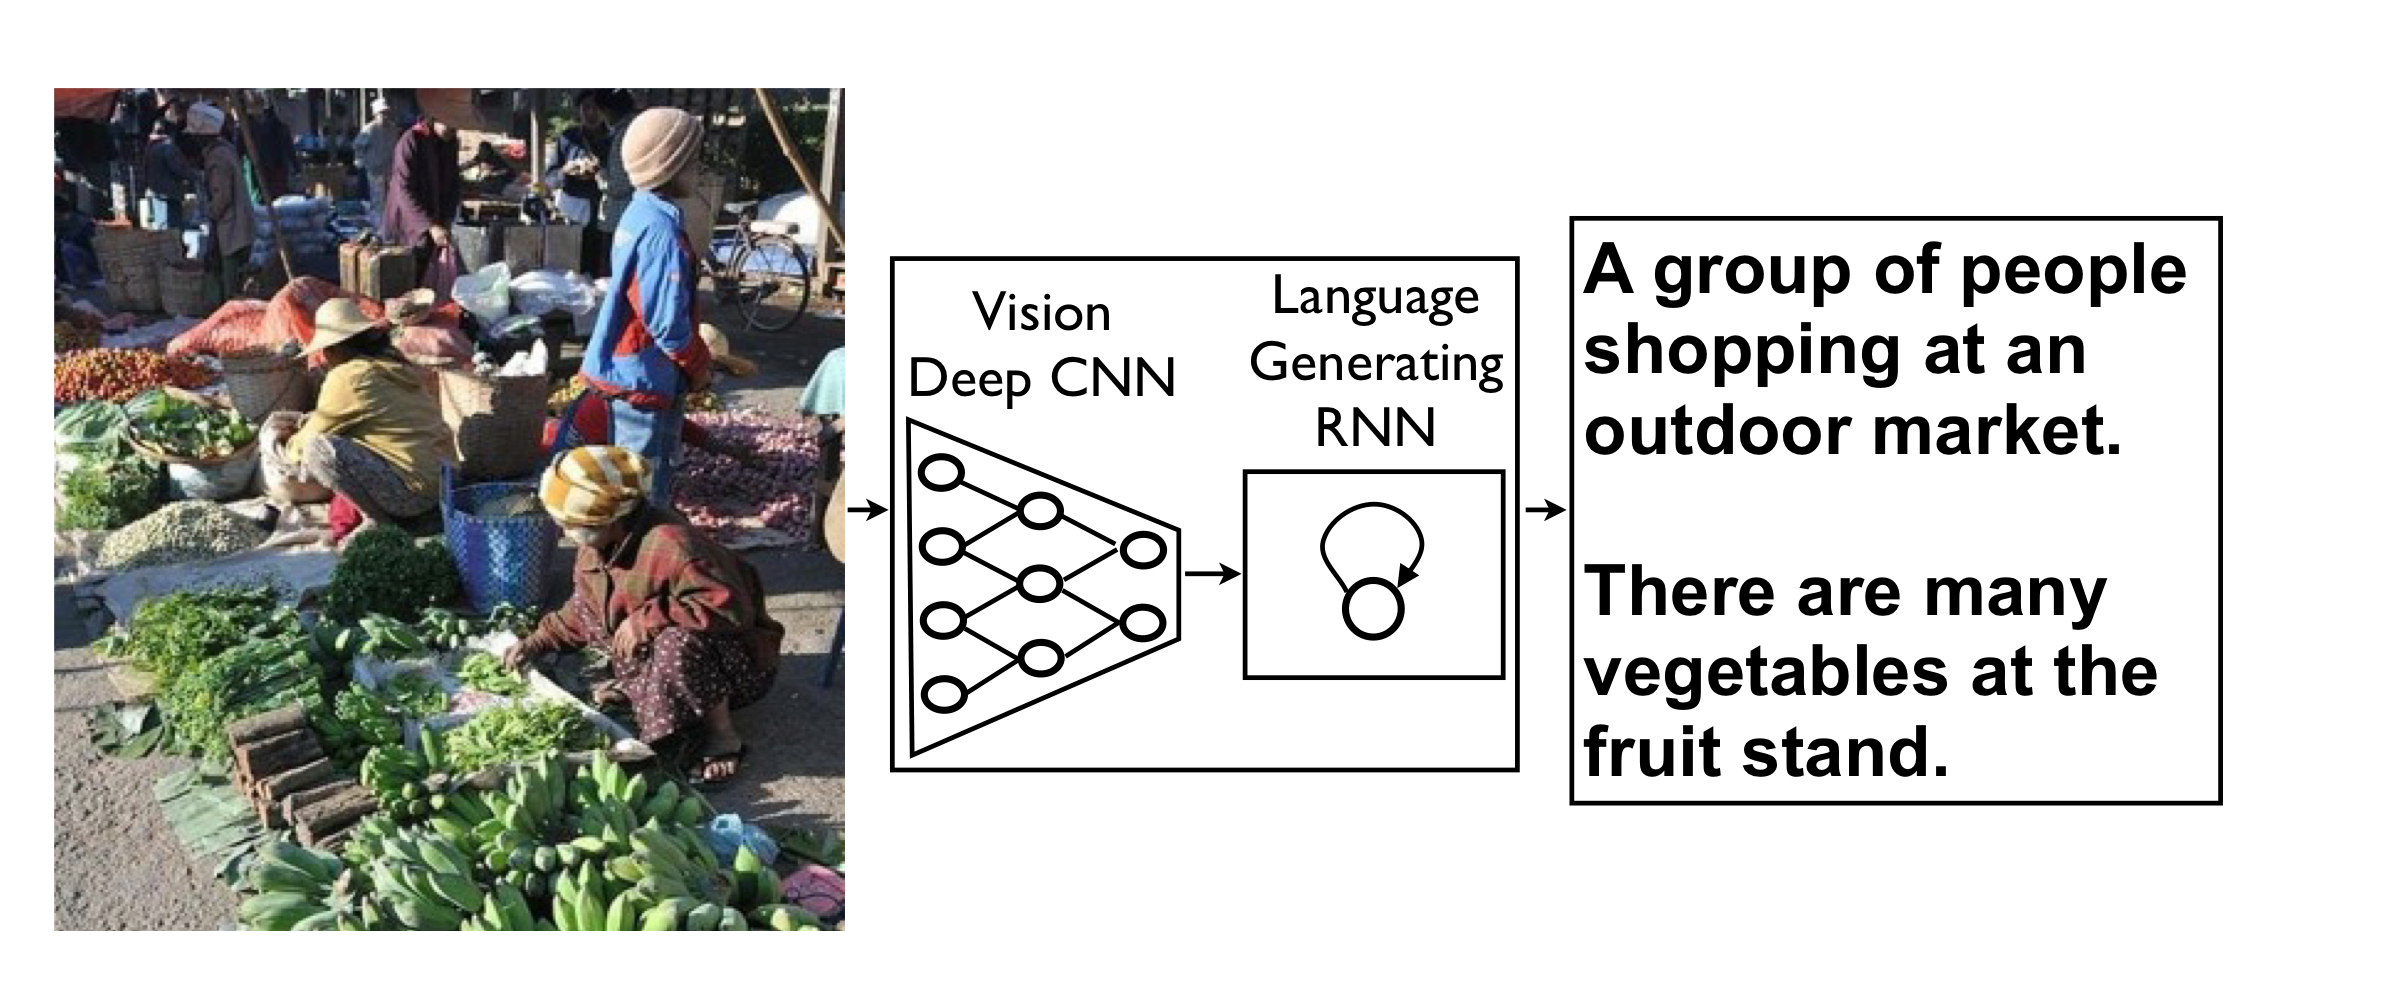 Vision
Deep CNN
Language
Generating
RNN
A group of people
shopping at an
outdoor market.
There are many
vegetables at the
fruit stand.